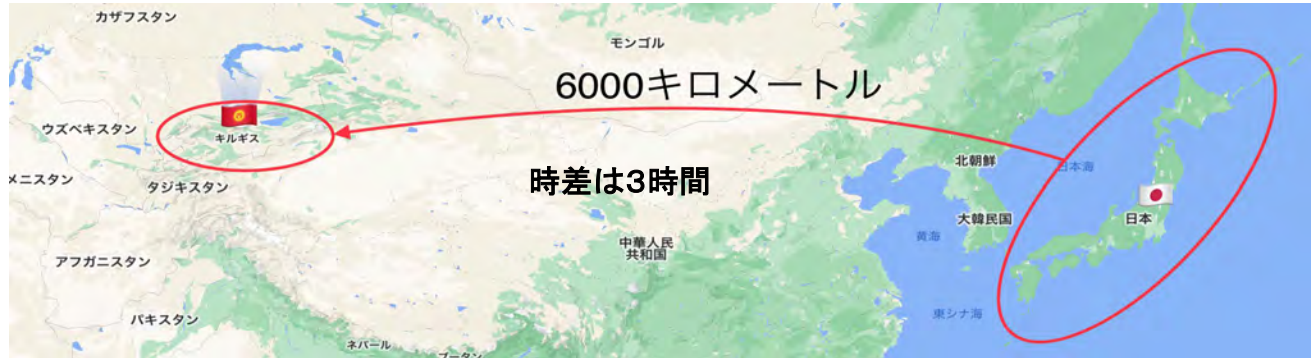 カザフスタン
モンゴル
6000キロメートル
ウズベキスタン
キルギス
北朝鮮
日本海
メニスタン
タジキスタン
時差は3時間
大韓民国
日本
黄海
中華人民
共和国
アフガニスタン
東シナ海
パキスタン
ネパール
ブータン